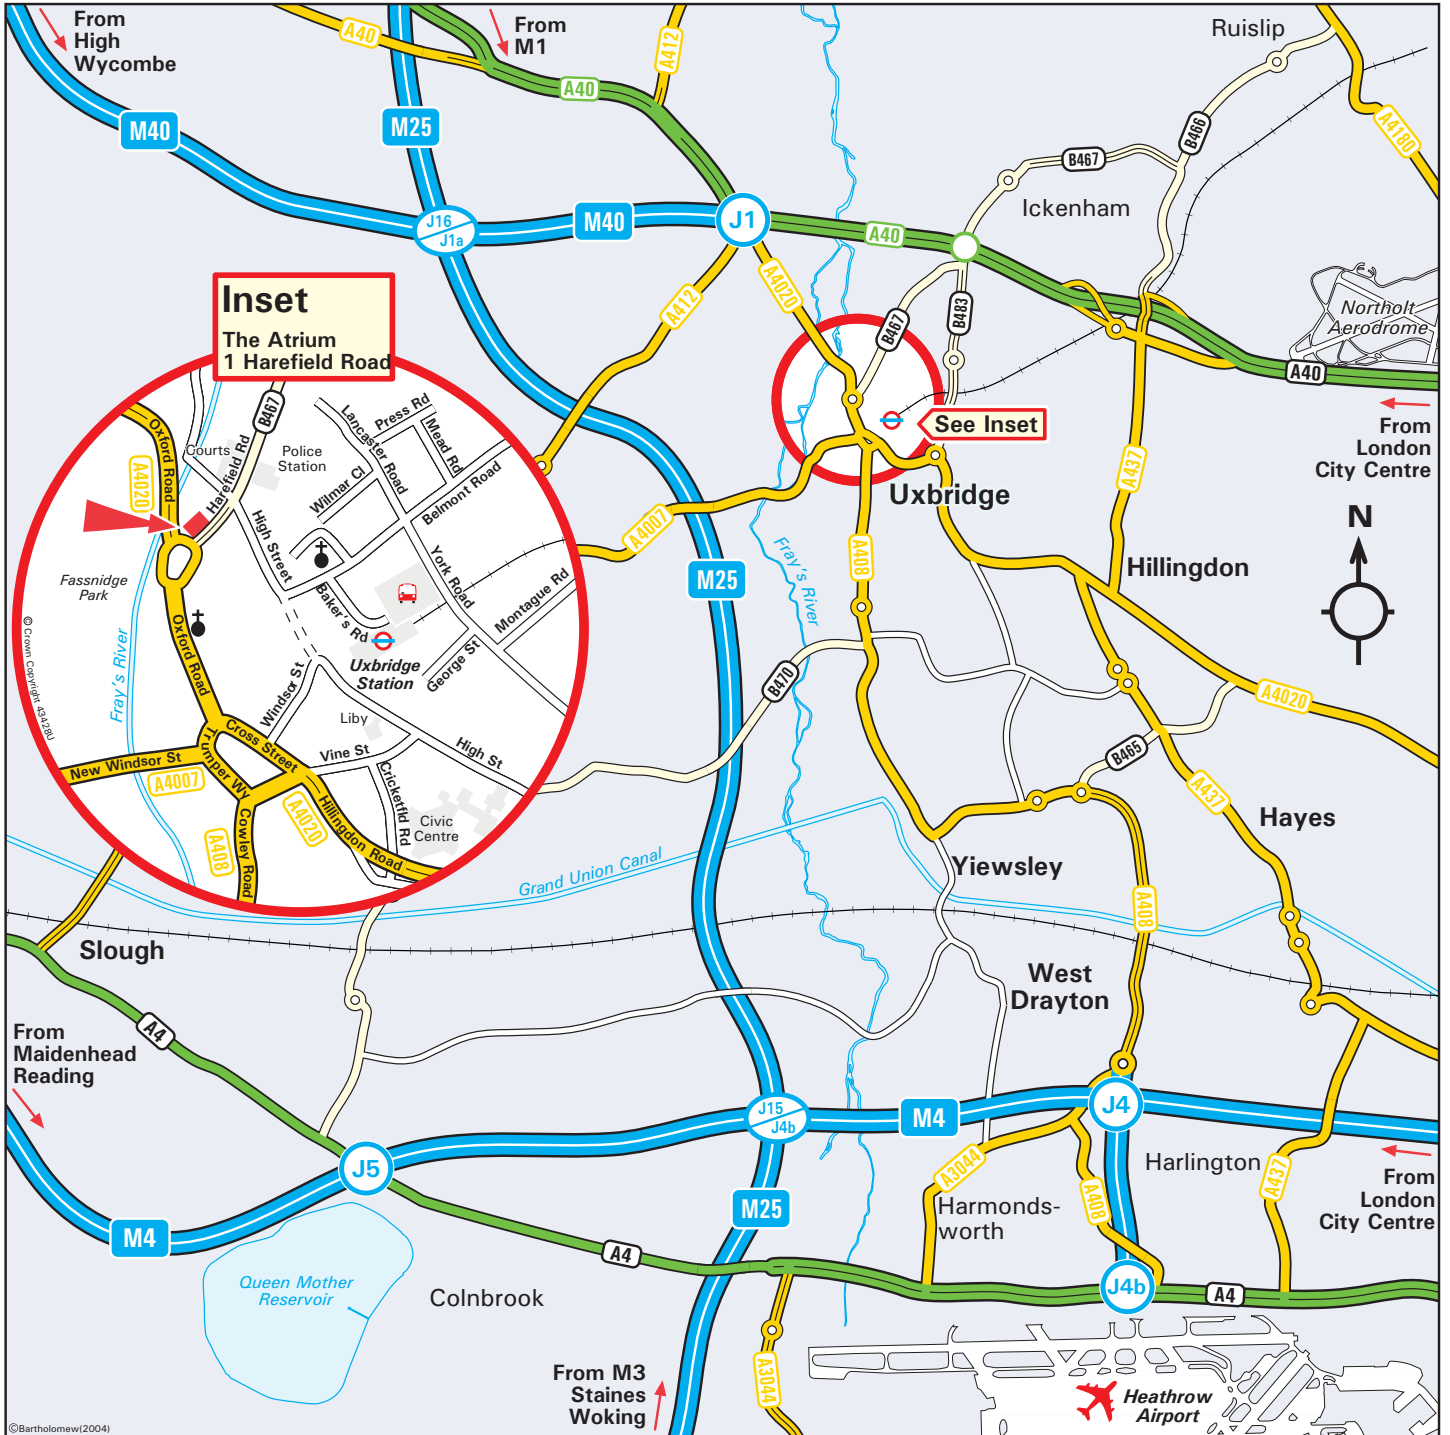 From
High
Wycombe
A40
From
M1
A412
Ruislip
M40
M25
A40
B466
A4180
B467
Ickenham
J16
J1a
M40
J1
A40
A4020
A412
B467
B483
Northolt
Aerodrome
A40
Inset
The Atrium
1 Harefield Road
See Inset
From
London
City Centre
A437
Uxbridge
N
A4007
A408
M25
Fray's River
Hillingdon
B467
Oxford Road
A4020
Courts
Harefield Rd
Police
Station
Lancaster Road
Press Rd
Mead Rd
Wilmar Cl
Belmont Road
High Street
Fassnidge
Park
York Road
Baker's Rd
Montague Rd
Uxbridge
Station
George St
Oxford Road
Fray's River
© Crown Copyright 43428U
Windsor St
Liby
Cross Street
Vine St
High St
New Windsor St
A4007
Trumper Wy
Cricketfld Rd
A4020
Hillingdon Road
A408
Cowley Road
Civic
Centre
B470
A4020
B465
A437
Hayes
Fray's River
Yiewsley
Grand Union Canal
A408
Slough
West
Drayton
A4
From
Maidenhead
Reading
J15
J4b
M4
J4
J5
A3044
Harlington
A437
From
London
City Centre
M4
M25
Harmonds-
worth
A408
A4
Queen Mother
Reservoir
Colnbrook
J4b
A4
From M3
Staines
Woking
A3044
Heathrow
Airport
©Bartholomew(2004)